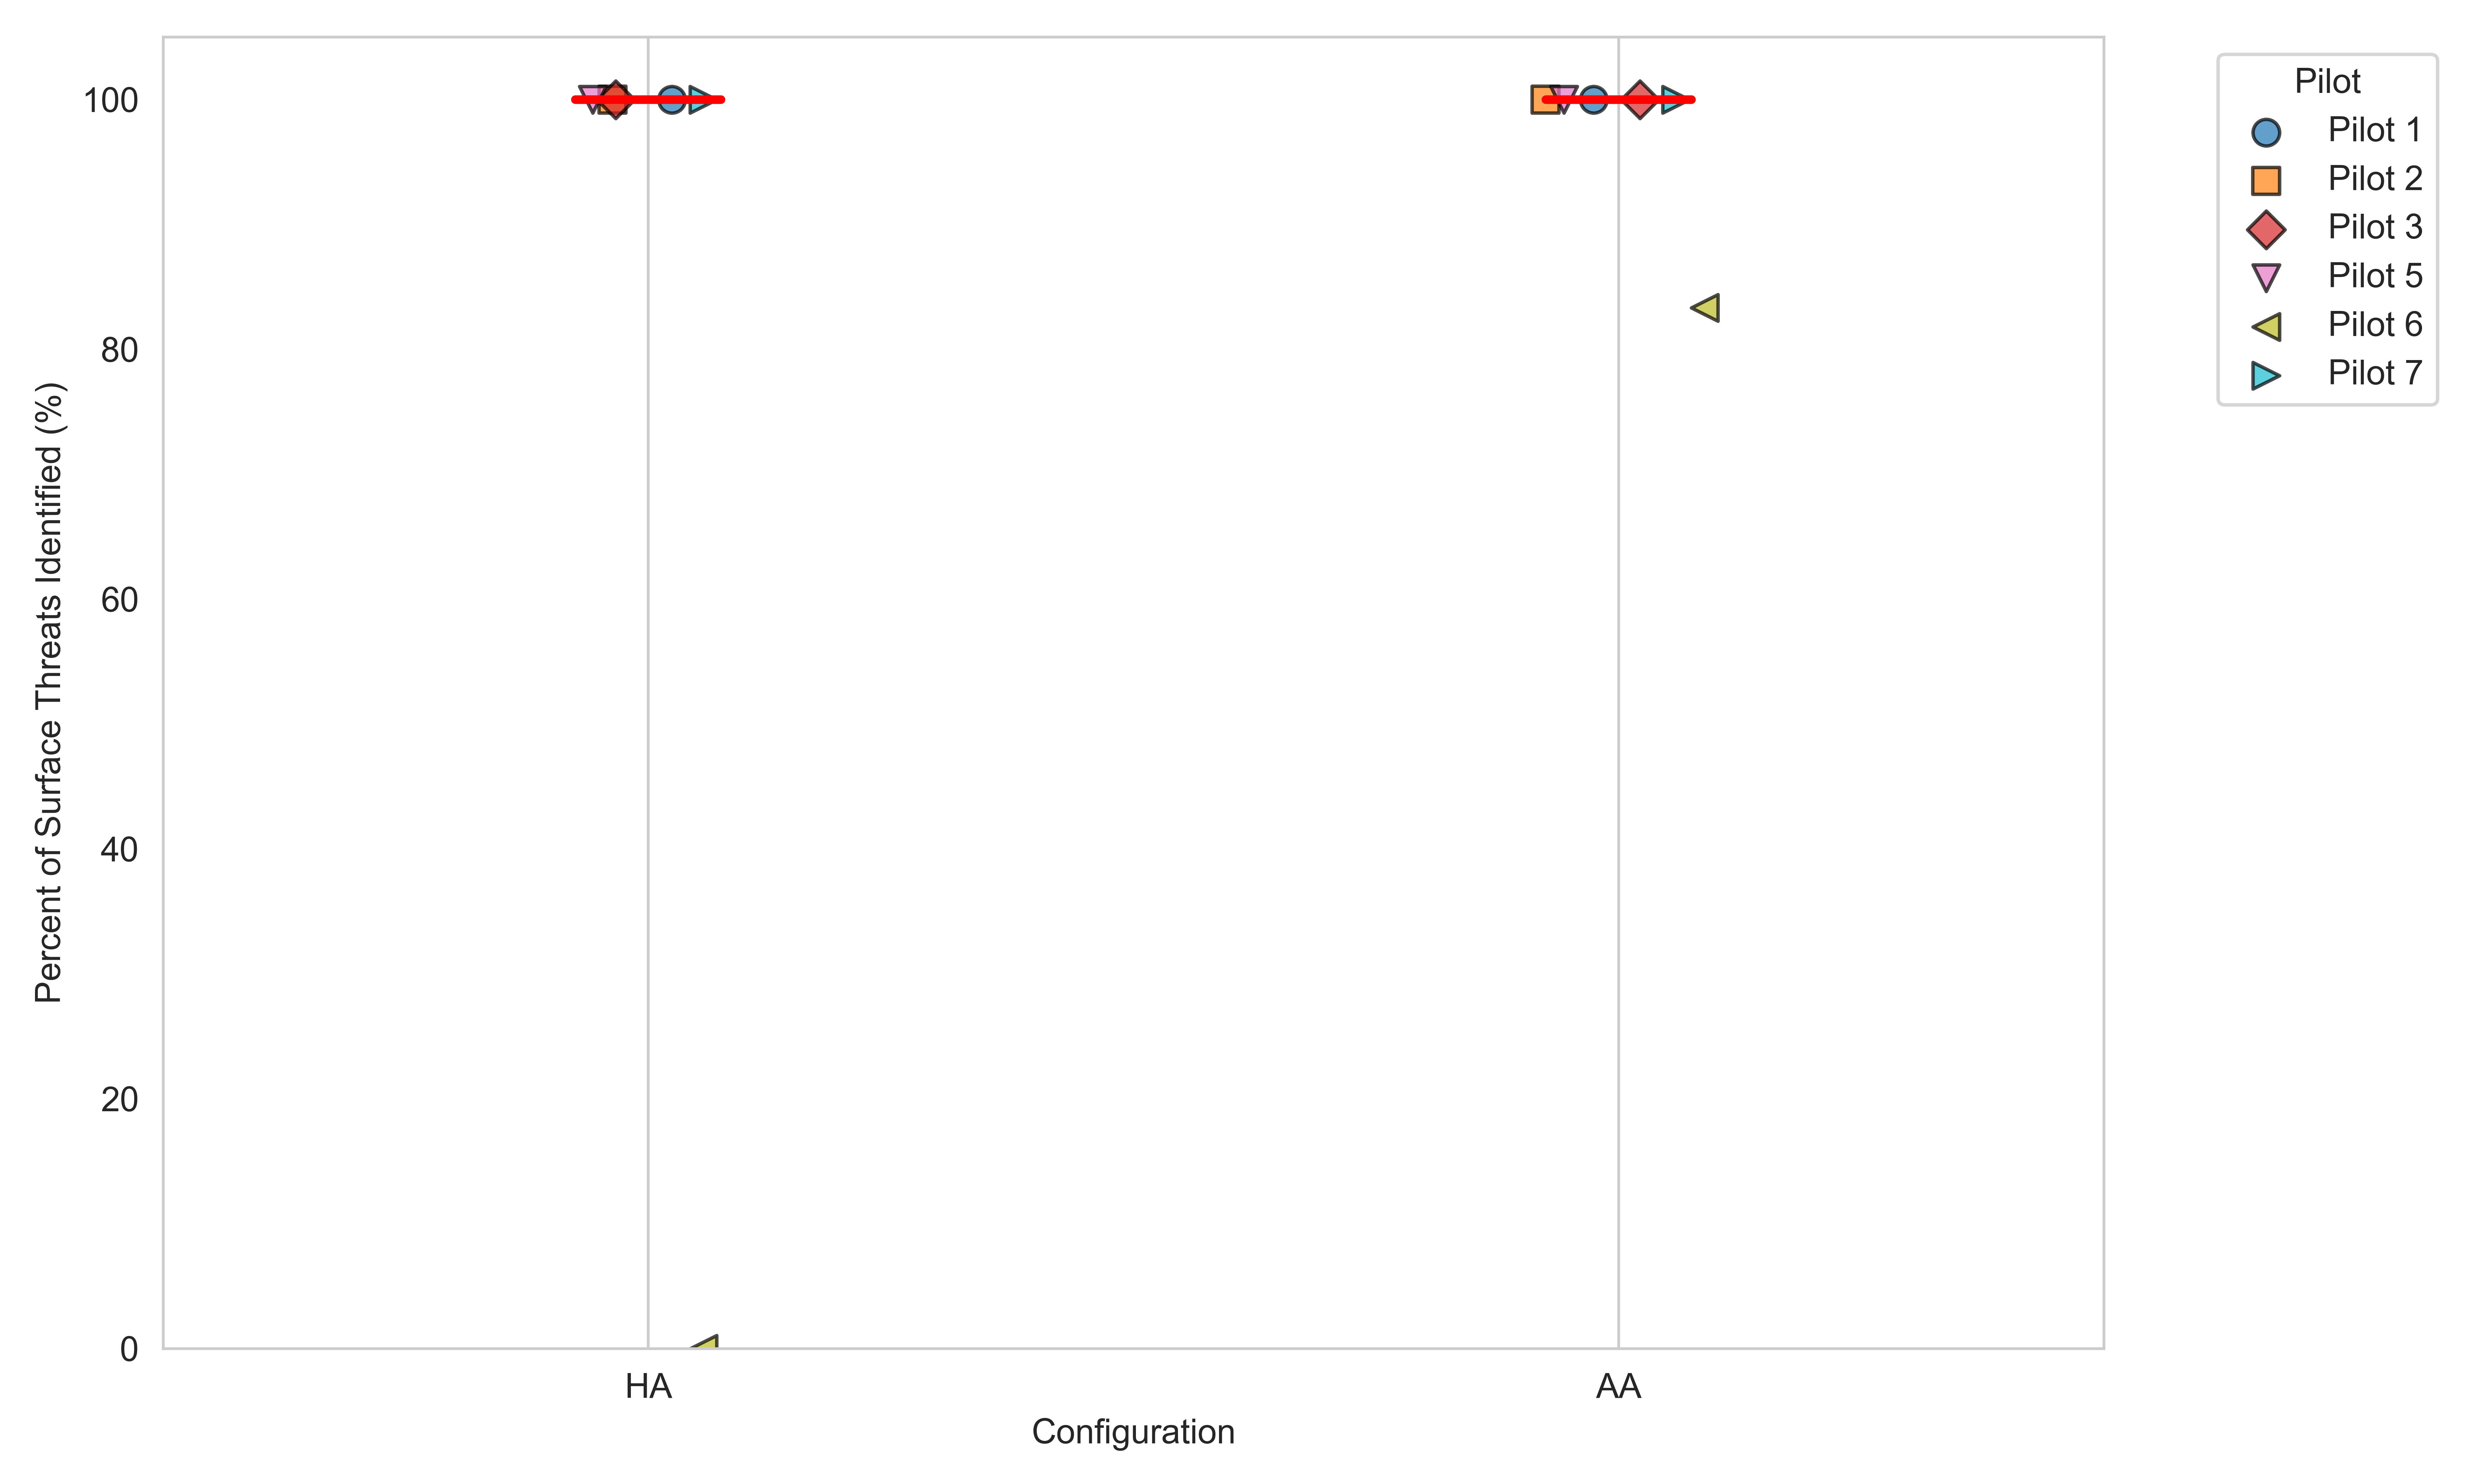 Percent of Surface Threats Identified (%)
100
80
60
40
20
0
HA
AA
Configuration
Pilot
Pilot 1
Pilot 2
Pilot 3
Pilot 5
Pilot 6
Pilot 7